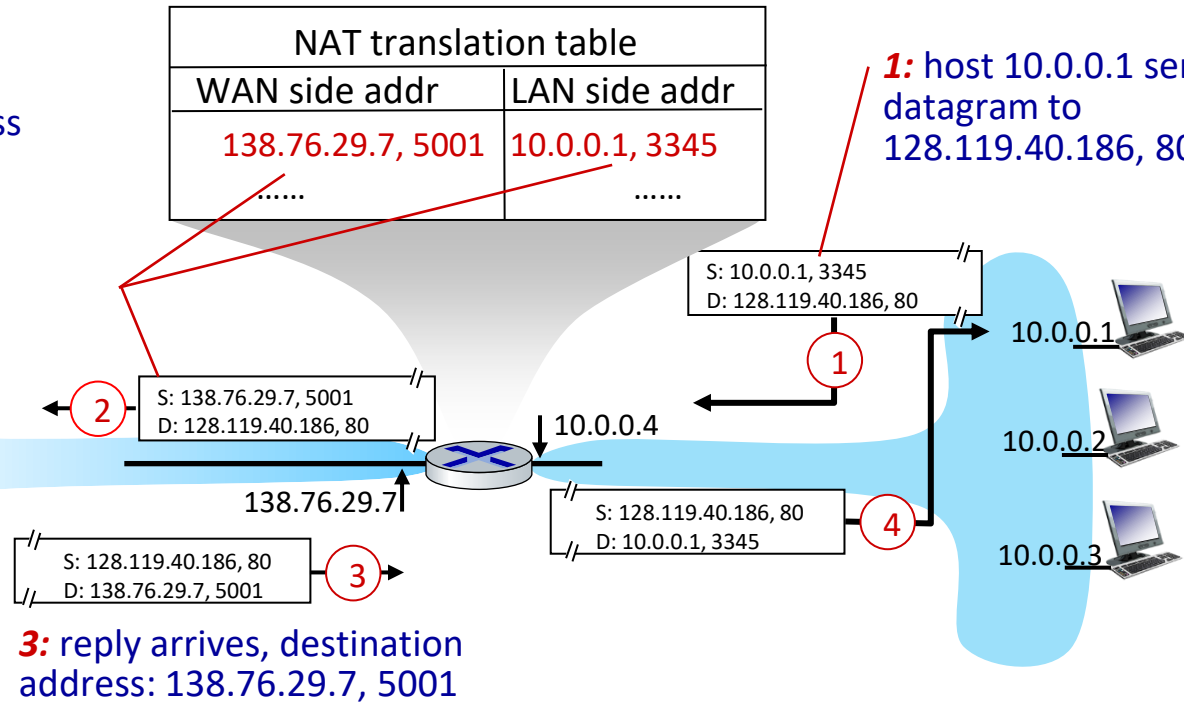 NAT translation table
WAN side addr LAN side addr
138.76.29.7, 5001 10.0.0.1, 3345
…… ……
1: host 10.0.0.1
datagram to
128.119.40.186,
S: 10.0.0.1, 3345
D: 128.119.40.186, 80
1
10.0.0.1
S: 138.76.29.7, 5001
D: 128.119.40.186, 80
2
10.0.0.4
10.0.0.2
138.76.29.7
S: 128.119.40.186, 80
D: 10.0.0.1, 3345
4
10.0.0.3
S: 128.119.40.186, 80
D: 138.76.29.7, 5001
3
3: reply arrives, destination
address: 138.76.29.7, 5001